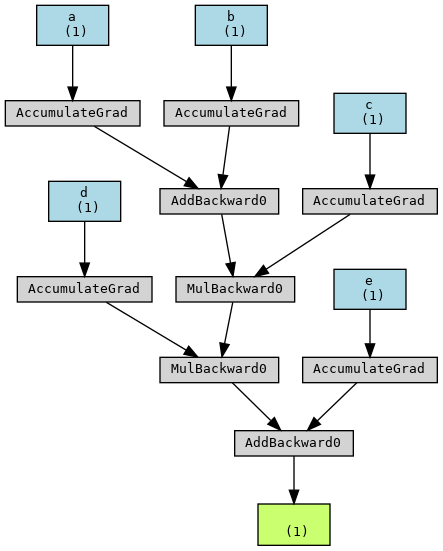 a
(1)
b
(1)
AccumulateGrad
AccumulateGrad
c
(1)
d
(1)
AddBackward0
AccumulateGrad
AccumulateGrad
MulBackward0
e
(1)
MulBackward0
AccumulateGrad
AddBackward0
(1)